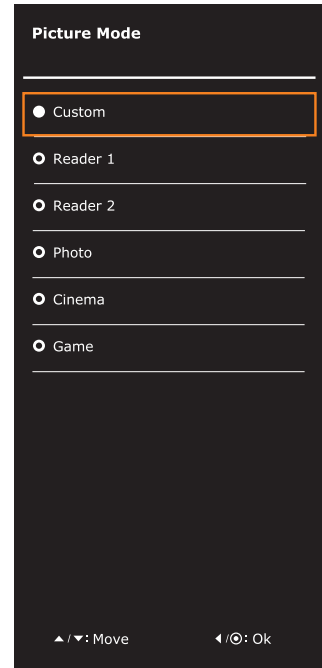 Picture Mode
Custom
Reader 1
Reader 2
Photo
Cinema
Game
▲/▼: Move ◀/◉: Ok